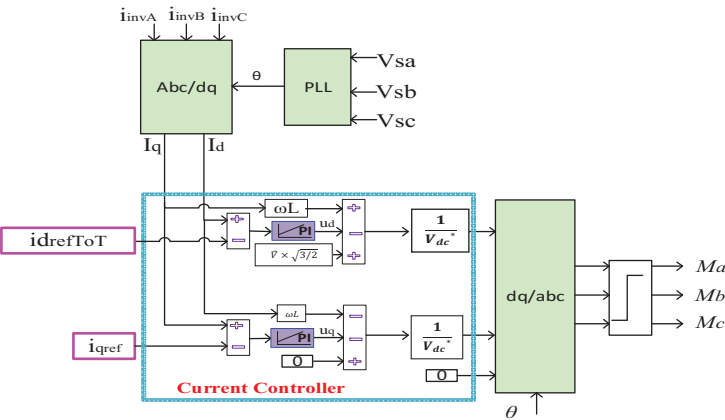 iinvA iinvB iinvC
Abc/dq
θ
PLL
Vsa
Vsb
Vsc
Iq
Id
ωL
+
+
idrefToT
−
PI
ud
−
1
Vdc*
V̂ × √3/2
+
dq/abc
Ma
Mb
Mc
ωL
−
+
iqref
−
PI
uq
−
1
Vdc*
0
+
0
Current Controller
θ